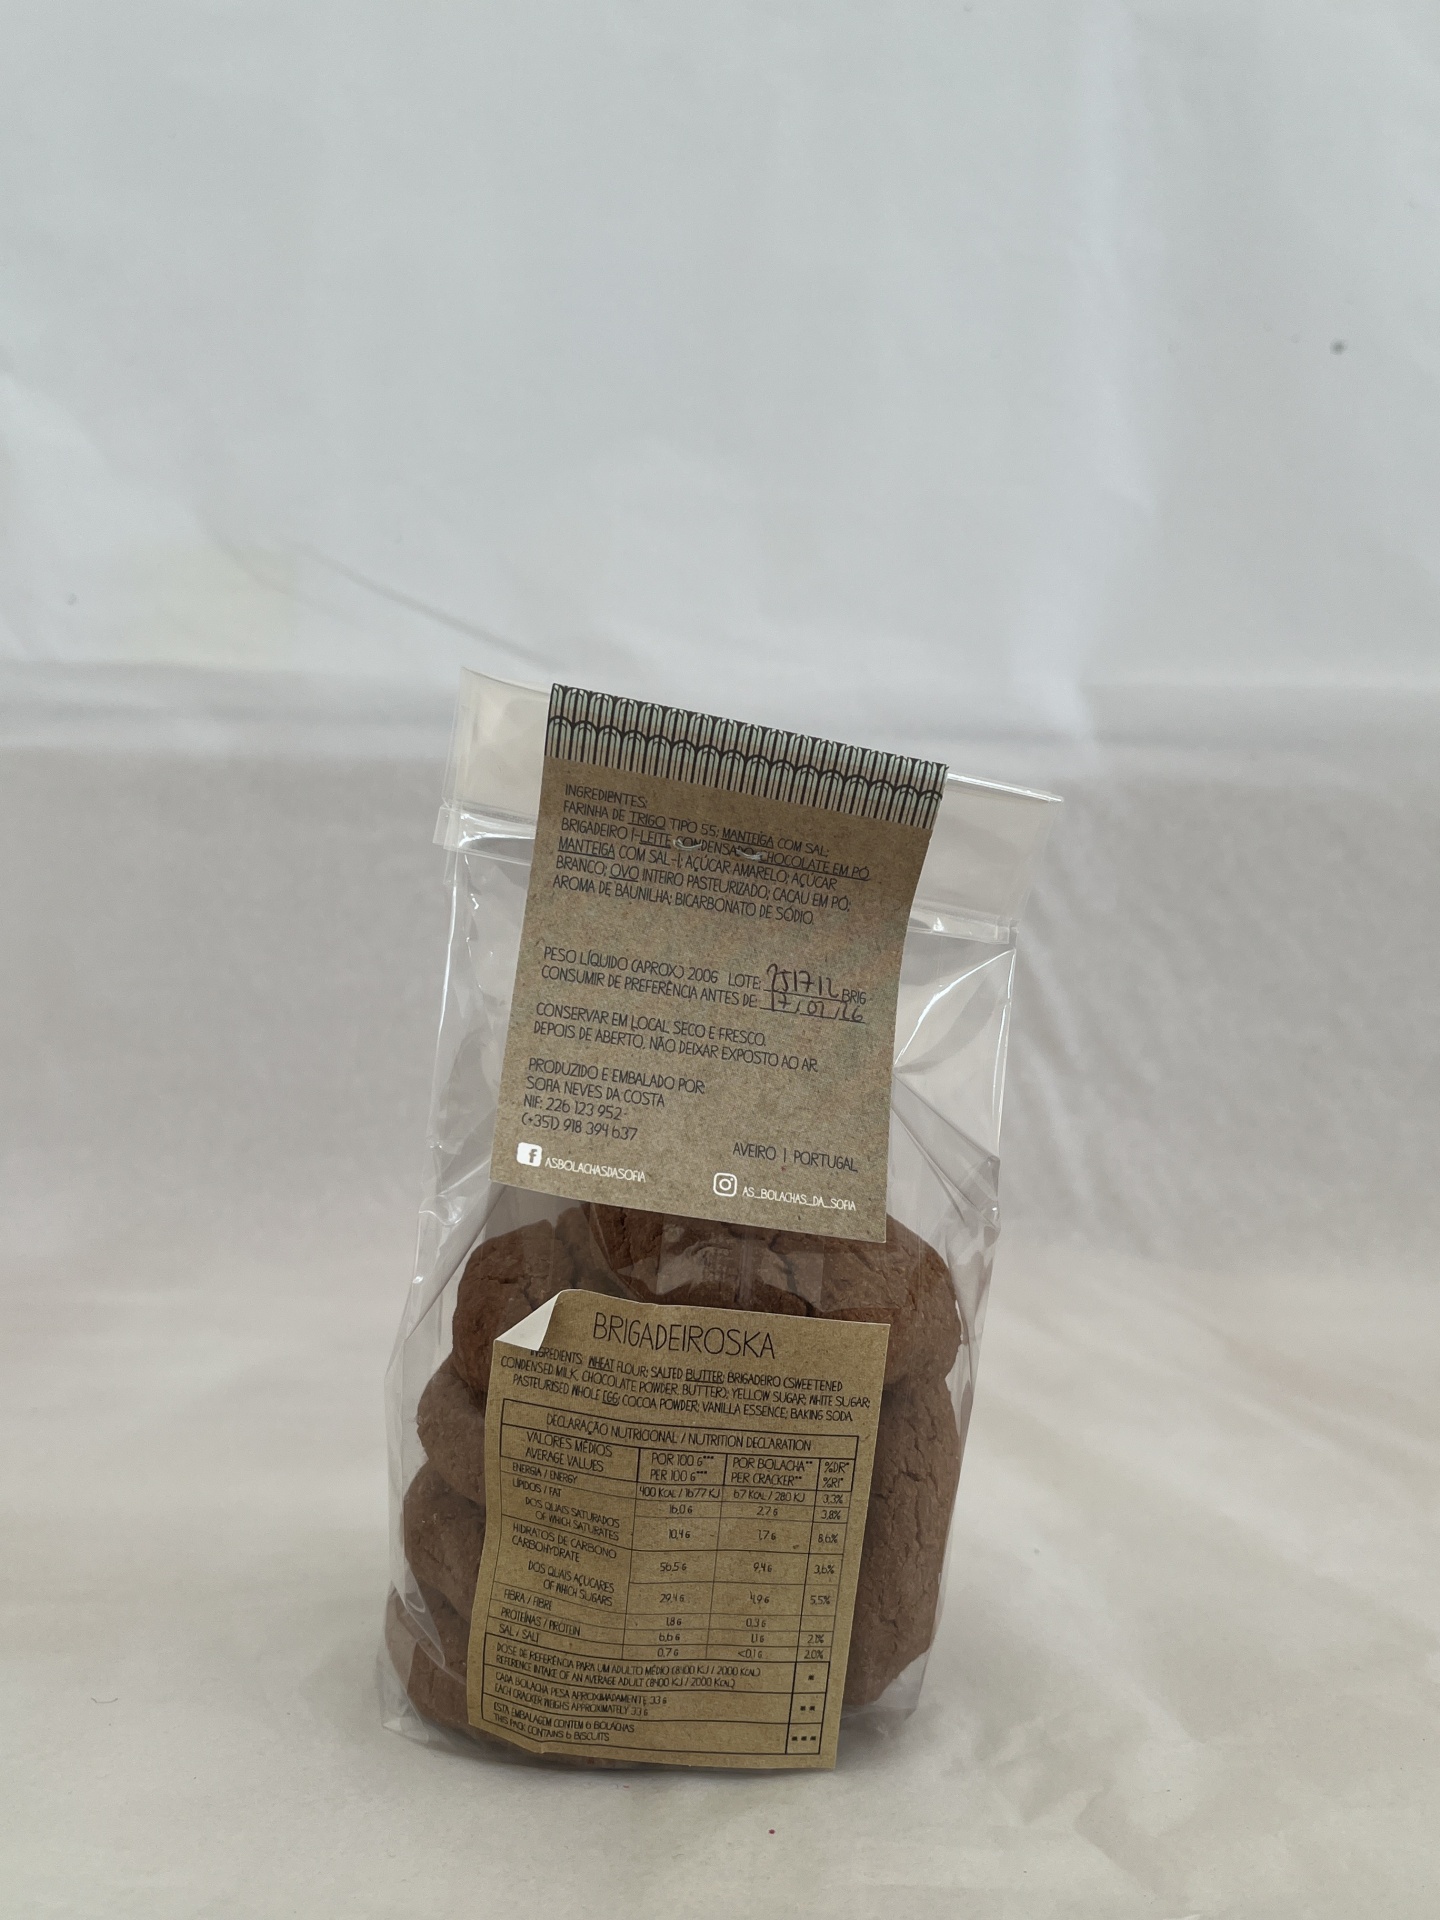 INGREDIENTES:
FARINHA DE TRIGO TIPO 55; MANTEIGA COM SAL;
BRIGADEIRO (-LEITE CONDENSADO, CHOCOLATE EM PÓ,
MANTEIGA COM SAL-); AÇÚCAR AMARELO; AÇÚCAR
BRANCO; OVO INTEIRO PASTEURIZADO; CACAU EM PÓ;
AROMA DE BAUNILHA; BICARBONATO DE SÓDIO.
PESO LÍQUIDO (APROX.) 200G LOTE: 251712 BRIG
CONSUMIR DE PREFERÊNCIA ANTES DE: 17/02/26
CONSERVAR EM LOCAL SECO E FRESCO.
DEPOIS DE ABERTO, NÃO DEIXAR EXPOSTO AO AR.
PRODUZIDO E EMBALADO POR:
SOFIA NEVES DA COSTA
NIF: 226 123 952
(+351) 918 394 637
AVEIRO | PORTUGAL
ASBOLACHASDASOFIA
AS_BOLACHAS_DA_SOFIA
BRIGADEIROSKA
INGREDIENTS: WHEAT FLOUR; SALTED BUTTER; BRIGADEIRO (SWEETENED
CONDENSED MILK, CHOCOLATE POWDER, BUTTER); YELLOW SUGAR; WHITE SUGAR;
PASTEURISED WHOLE EGG; COCOA POWDER; VANILLA ESSENCE; BAKING SODA
DECLARAÇÃO NUTRICIONAL / NUTRITION DECLARATION
VALORES MÉDIOS POR 100 G*** POR BOLACHA** %DR*
AVERAGE VALUES PER 100 G*** PER CRACKER** %RI*
ENERGIA / ENERGY 400 KCAL / 1677 KJ 67 KCAL / 280 KJ 3,3%
LÍPIDOS / FAT 16,0 G 2,7 G 3,8%
DOS QUAIS SATURADOS
OF WHICH SATURATES 10,4 G 1,7 G 8,6%
HIDRATOS DE CARBONO
CARBOHYDRATE 56,5 G 9,4 G 3,6%
DOS QUAIS AÇÚCARES
OF WHICH SUGARS 29,4 G 4,9 G 5,5%
FIBRA / FIBRE 1,8 G 0,3 G
PROTEÍNAS / PROTEIN 6,6 G 1,1 G 2,1%
SAL / SALT 0,7 G <0,1 G 2,0%
DOSE DE REFERÊNCIA PARA UM ADULTO MÉDIO (8400 KJ / 2000 KCAL) *
REFERENCE INTAKE OF AN AVERAGE ADULT (8400 KJ / 2000 KCAL)
CADA BOLACHA PESA APROXIMADAMENTE 33 G **
EACH CRACKER WEIGHS APPROXIMATELY 33 G
ESTA EMBALAGEM CONTEM 6 BOLACHAS ***
THIS PACK CONTAINS 6 BISCUITS